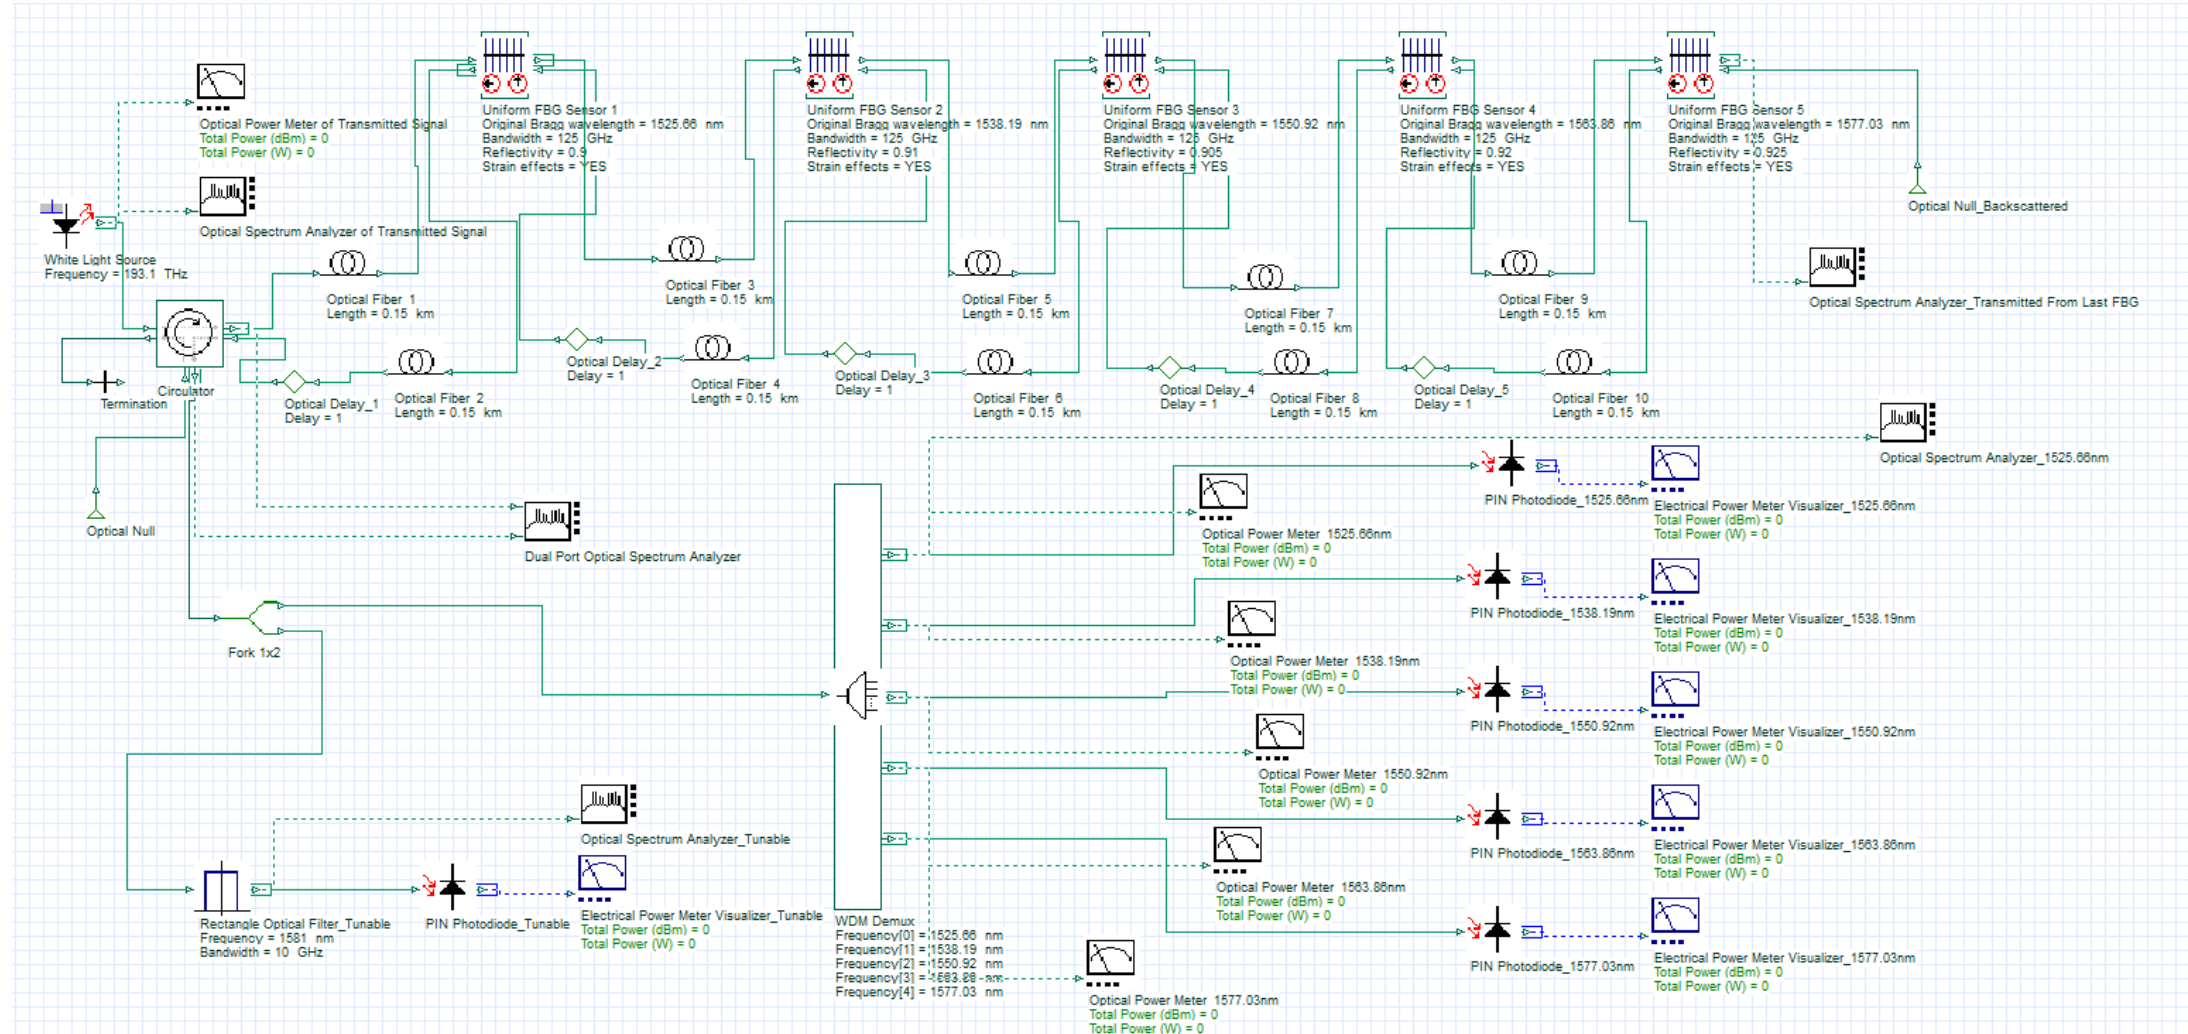 Uniform FBG Sensor 1
Original Bragg wavelength = 1525.66 nm
Bandwidth = 125 GHz
Reflectivity = 0.9
Strain effects = YES
Uniform FBG Sensor 2
Original Bragg wavelength = 1538.19 nm
Bandwidth = 125 GHz
Reflectivity = 0.91
Strain effects = YES
Uniform FBG Sensor 3
Original Bragg wavelength = 1550.92 nm
Bandwidth = 125 GHz
Reflectivity = 0.905
Strain effects = YES
Uniform FBG Sensor 4
Original Bragg wavelength = 1563.86 nm
Bandwidth = 125 GHz
Reflectivity = 0.92
Strain effects = YES
Uniform FBG Sensor 5
Original Bragg wavelength = 1577.03 nm
Bandwidth = 125 GHz
Reflectivity = 0.925
Strain effects = YES
Optical Power Meter of Transmitted Signal
Total Power (dBm) = 0
Total Power (W) = 0
Optical Spectrum Analyzer of Transmitted Signal
White Light Source
Frequency = 193.1 THz
Optical Null_Backscattered
Optical Fiber 1
Length = 0.15 km
Optical Fiber 3
Length = 0.15 km
Optical Fiber 5
Length = 0.15 km
Optical Fiber 7
Length = 0.15 km
Optical Fiber 9
Length = 0.15 km
Optical Spectrum Analyzer_Transmitted From Last FBG
Circulator
Termination
Optical Delay_1
Delay = 1
Optical Fiber 2
Length = 0.15 km
Optical Delay_2
Delay = 1
Optical Fiber 4
Length = 0.15 km
Optical Delay_3
Delay = 1
Optical Fiber 6
Length = 0.15 km
Optical Delay_4
Delay = 1
Optical Fiber 8
Length = 0.15 km
Optical Delay_5
Delay = 1
Optical Fiber 10
Length = 0.15 km
Optical Spectrum Analyzer_1525.66nm
Optical Null
Dual Port Optical Spectrum Analyzer
Optical Power Meter 1525.66nm
Total Power (dBm) = 0
Total Power (W) = 0
PIN Photodiode_1525.66nm
Electrical Power Meter Visualizer_1525.66nm
Total Power (dBm) = 0
Total Power (W) = 0
Fork 1x2
Optical Power Meter 1538.19nm
Total Power (dBm) = 0
Total Power (W) = 0
PIN Photodiode_1538.19nm
Electrical Power Meter Visualizer_1538.19nm
Total Power (dBm) = 0
Total Power (W) = 0
Optical Power Meter 1550.92nm
Total Power (dBm) = 0
Total Power (W) = 0
PIN Photodiode_1550.92nm
Electrical Power Meter Visualizer_1550.92nm
Total Power (dBm) = 0
Total Power (W) = 0
Optical Power Meter 1563.86nm
Total Power (dBm) = 0
Total Power (W) = 0
PIN Photodiode_1563.86nm
Electrical Power Meter Visualizer_1563.86nm
Total Power (dBm) = 0
Total Power (W) = 0
Optical Spectrum Analyzer_Tunable
Rectangle Optical Filter_Tunable
Frequency = 1581 nm
Bandwidth = 10 GHz
PIN Photodiode_Tunable
Electrical Power Meter Visualizer_Tunable
Total Power (dBm) = 0
Total Power (W) = 0
WDM Demux
Frequency[0] = 1525.66 nm
Frequency[1] = 1538.19 nm
Frequency[2] = 1550.92 nm
Frequency[3] = 1563.86 nm
Frequency[4] = 1577.03 nm
Optical Power Meter 1577.03nm
Total Power (dBm) = 0
Total Power (W) = 0
PIN Photodiode_1577.03nm
Electrical Power Meter Visualizer_1577.03nm
Total Power (dBm) = 0
Total Power (W) = 0